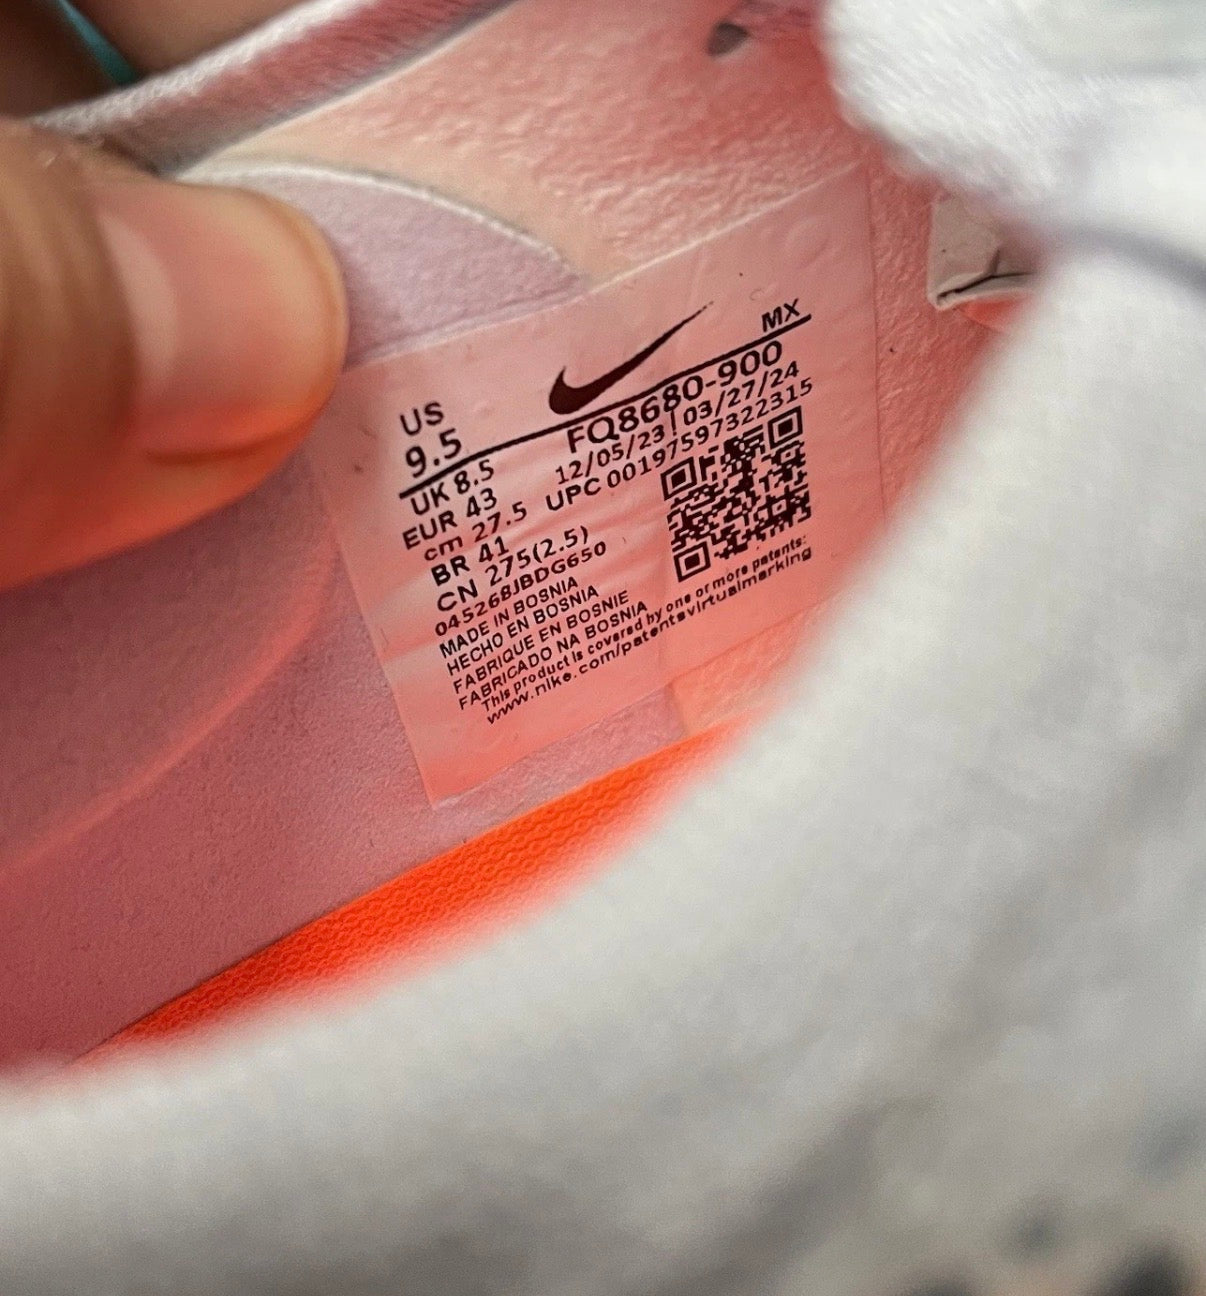 MX
US
9.5
FQ8680-900
UK 8.5
12/05/23 | 03/27/24
EUR 43
UPC 00197597322315
cm 27.5
BR 41
CN 275(2.5)
045268JBDG650
MADE IN BOSNIA
HECHO EN BOSNIA
FABRIQUE EN BOSNIE
FABRICADO NA BOSNIA
This product is covered by one or more patents:
www.nike.com/patentsvirtualmarking